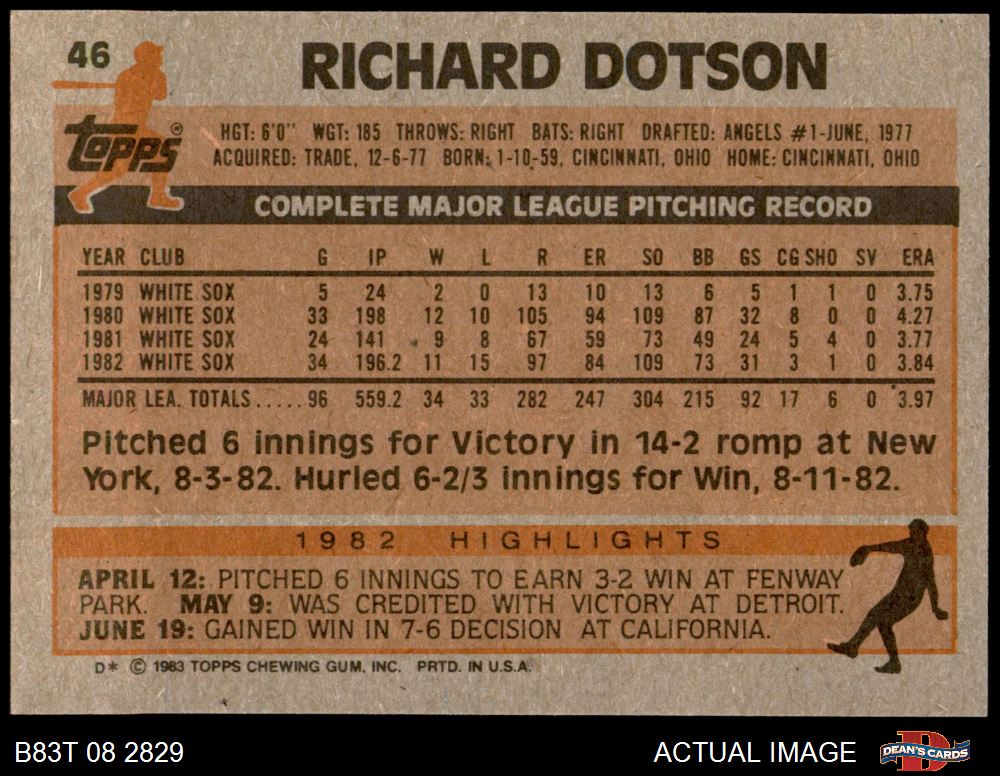 46
RICHARD DOTSON
Topps®
HGT: 6'0" WGT: 185 THROWS: RIGHT BATS: RIGHT DRAFTED: ANGELS #1-JUNE, 1977
ACQUIRED: TRADE, 12-6-77 BORN: 1-10-59, CINCINNATI, OHIO HOME: CINCINNATI, OHIO
COMPLETE MAJOR LEAGUE PITCHING RECORD
YEAR CLUB G IP W L R ER SO BB GS CG SHO SV ERA
1979 WHITE SOX 5 24 2 0 13 10 13 6 5 1 1 0 3.75
1980 WHITE SOX 33 198 12 10 105 94 109 87 32 8 0 0 4.27
1981 WHITE SOX 24 141 9 8 67 59 73 49 24 5 4 0 3.77
1982 WHITE SOX 34 196.2 11 15 97 84 109 73 31 3 1 0 3.84
MAJOR LEA. TOTALS..... 96 559.2 34 33 282 247 304 215 92 17 6 0 3.97
Pitched 6 innings for Victory in 14-2 romp at New
York, 8-3-82. Hurled 6-2/3 innings for Win, 8-11-82.
1982 HIGHLIGHTS
APRIL 12: PITCHED 6 INNINGS TO EARN 3-2 WIN AT FENWAY
PARK. MAY 9: WAS CREDITED WITH VICTORY AT DETROIT.
JUNE 19: GAINED WIN IN 7-6 DECISION AT CALIFORNIA.
D* © 1983 TOPPS CHEWING GUM, INC. PRTD. IN U.S.A.
B83T 08 2829
ACTUAL IMAGE
D
DEAN'S CARDS